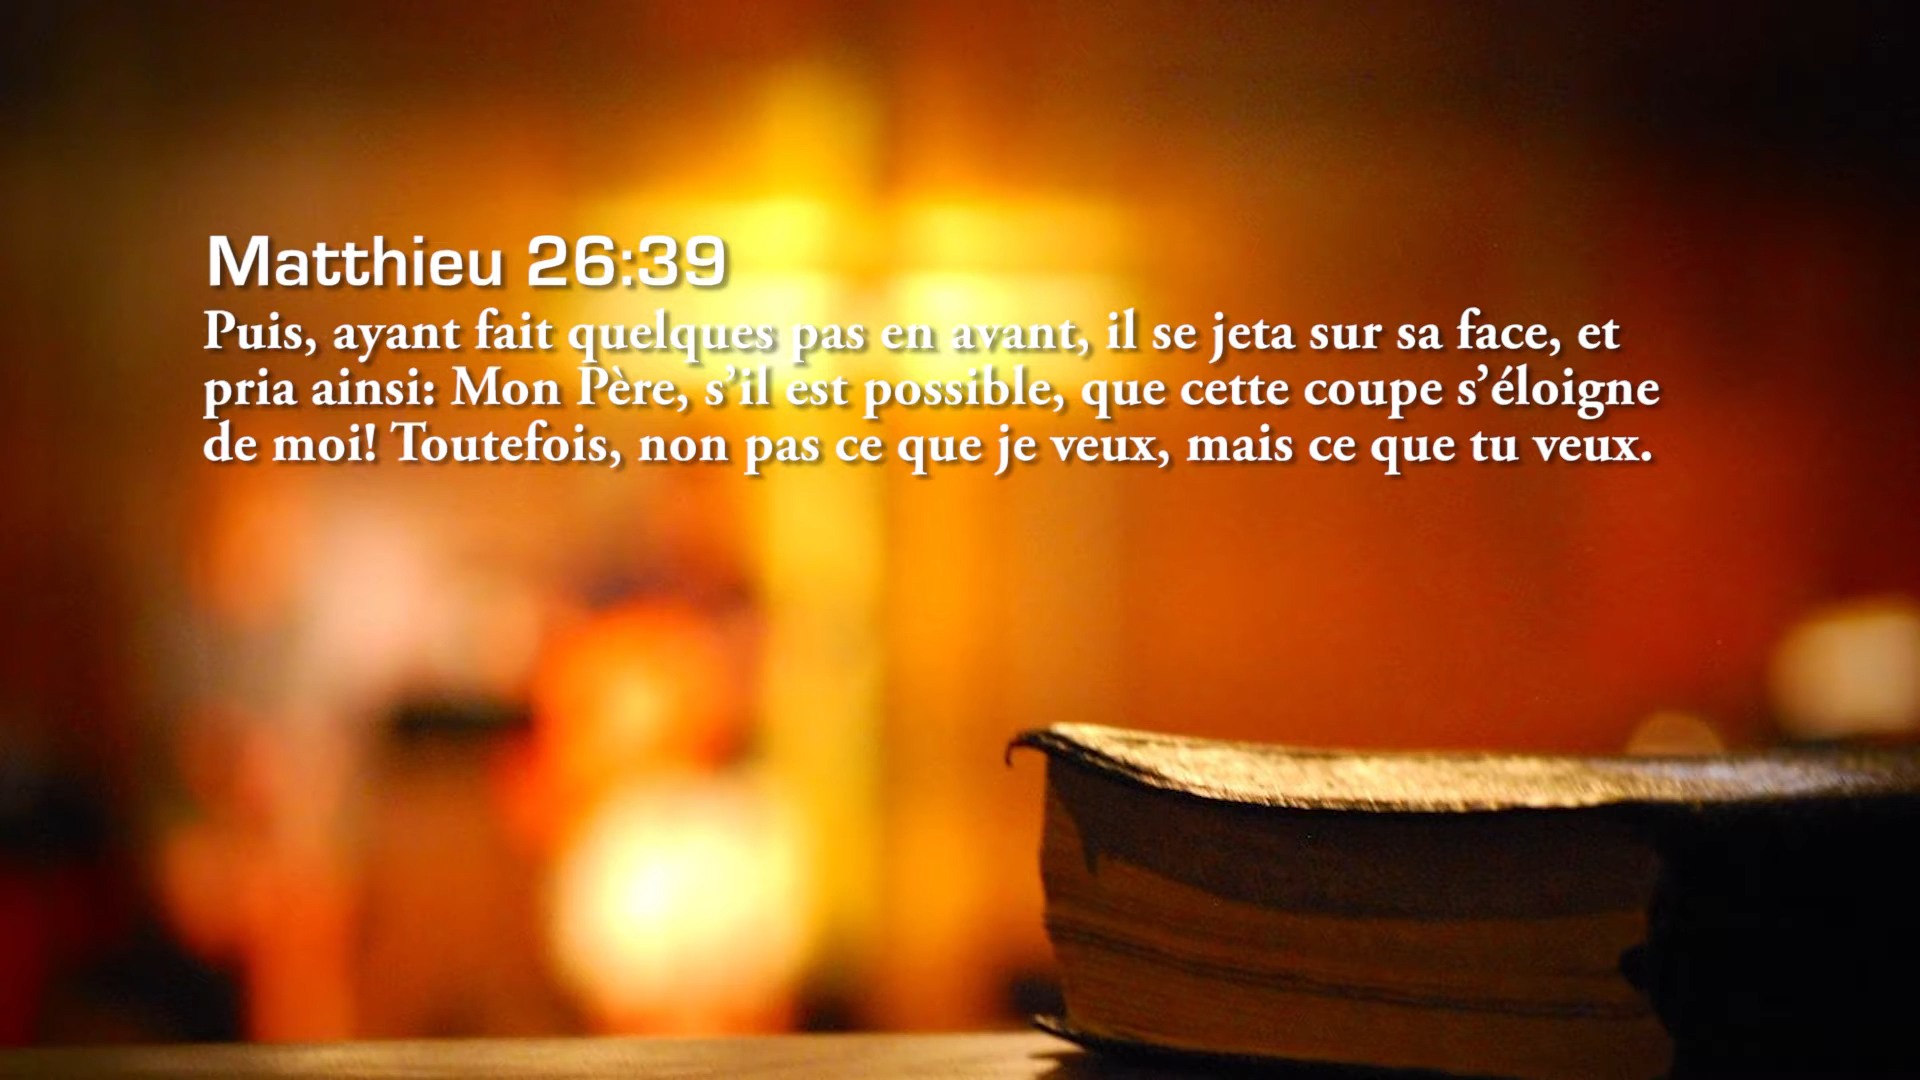 Matthieu 26:39
Puis, ayant fait quelques pas en avant, il se jeta sur sa face, et
pria ainsi: Mon Père, s’il est possible, que cette coupe s’éloigne
de moi! Toutefois, non pas ce que je veux, mais ce que tu veux.